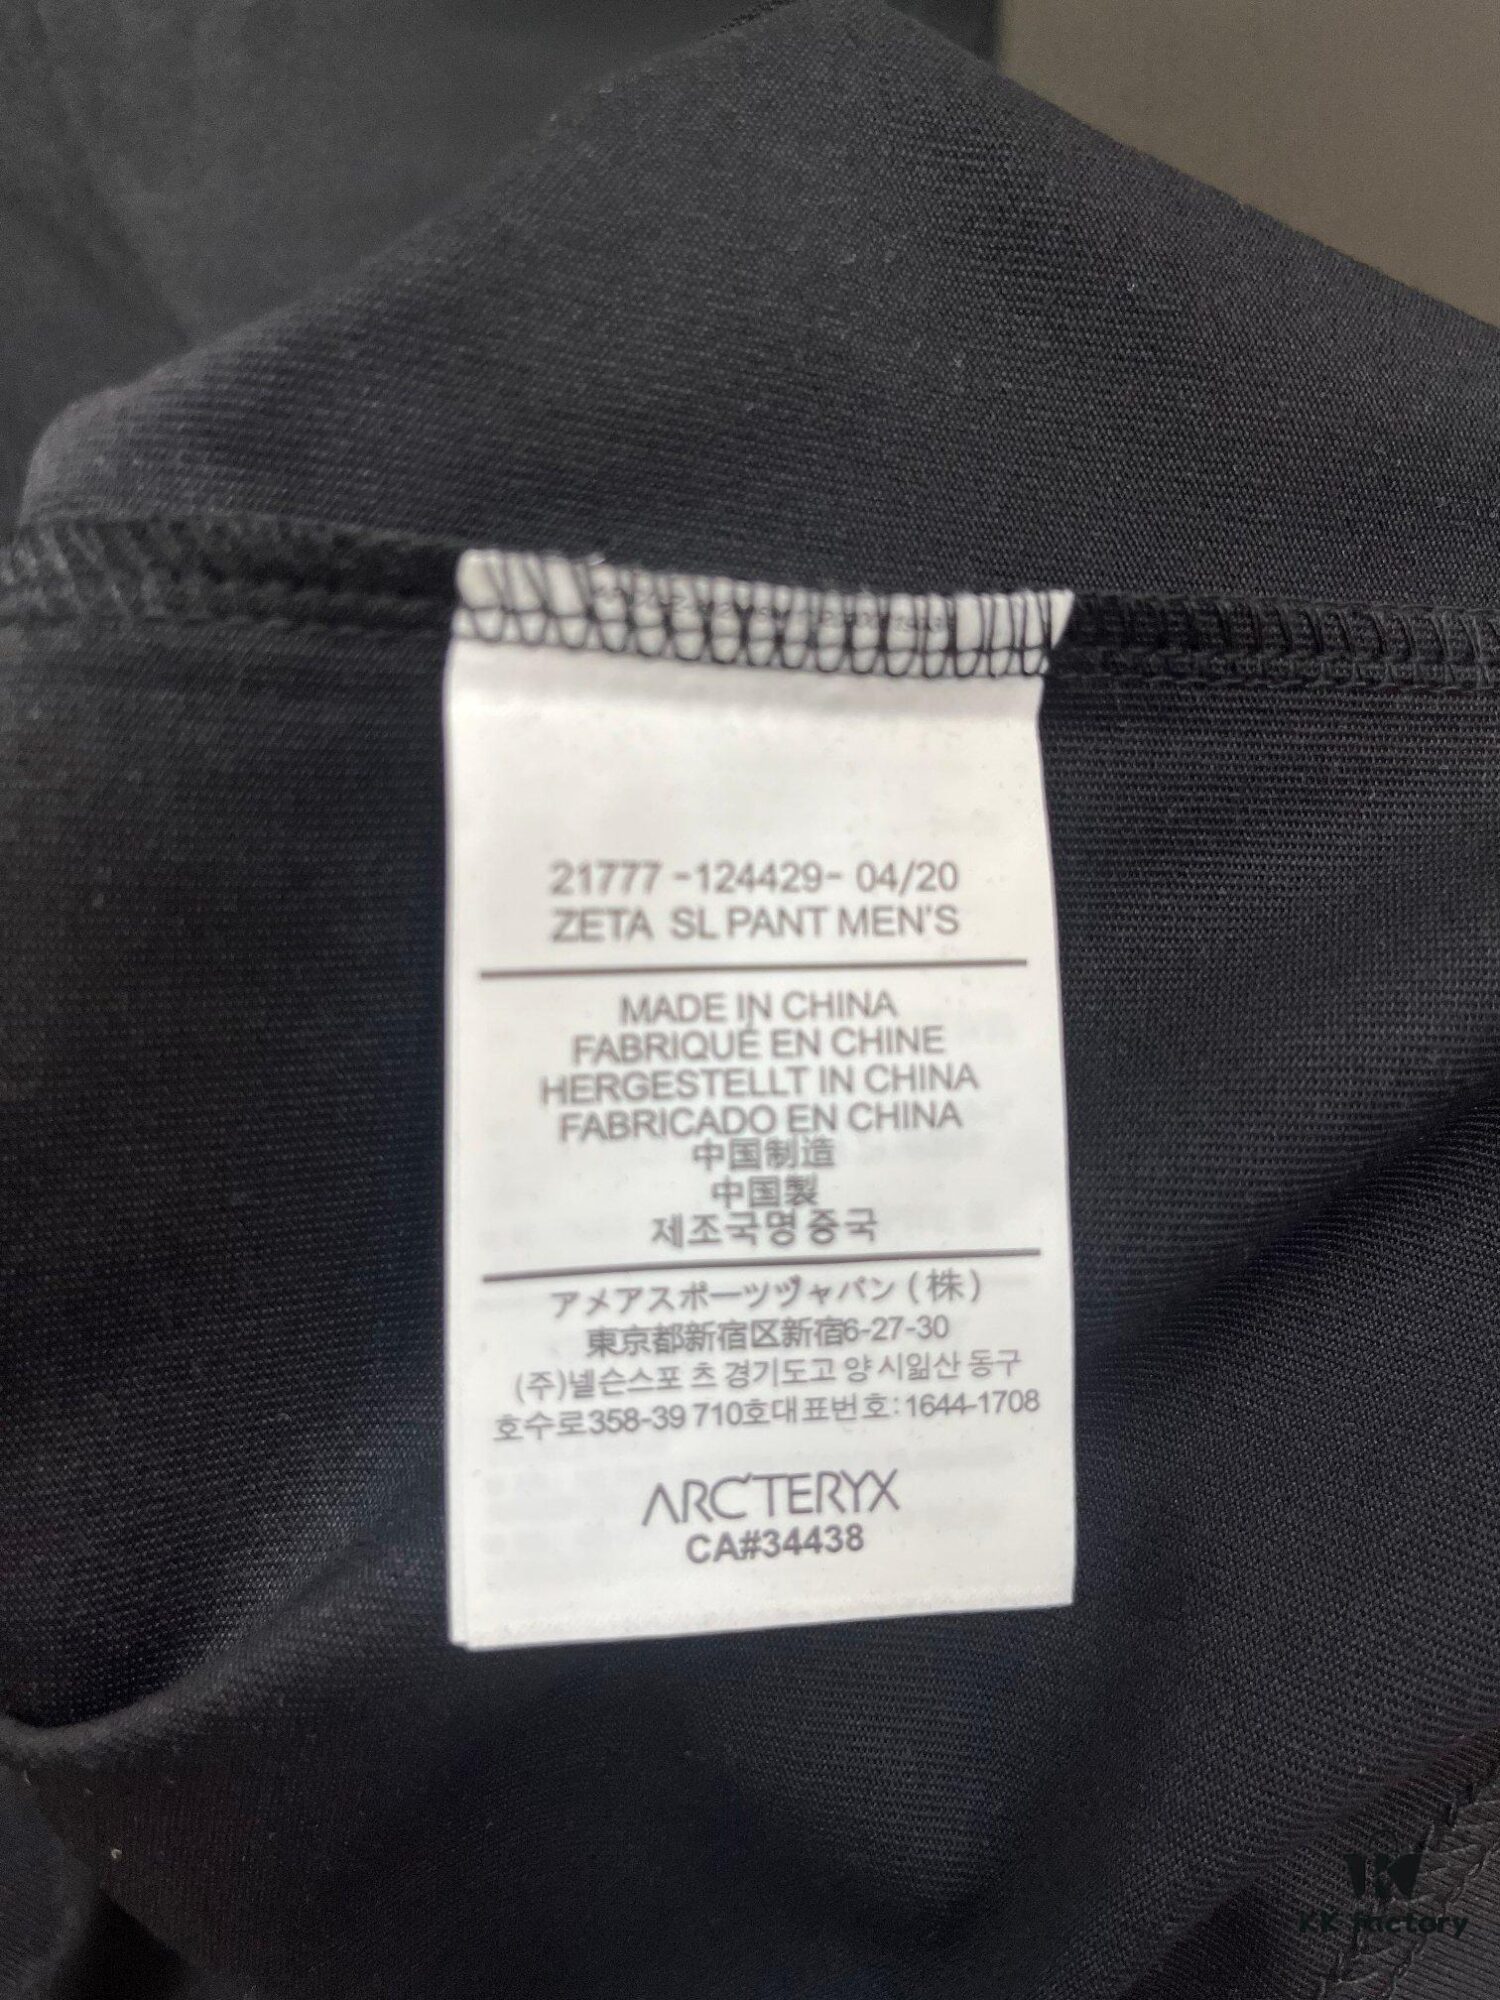 21777 -124429- 04/20
ZETA SL PANT MEN'S
MADE IN CHINA
FABRIQUÉ EN CHINE
HERGESTELLT IN CHINA
FABRICADO EN CHINA
中国制造
中国製
제조국명 중국
アメアスポーツヅャパン(株)
東京都新宿区新宿6-27-30
(주)넬슨스포 츠 경기도고 양 시잂산 동구
호수로358-39 710호대표번호:1644-1708
ARC'TERYX
CA#34438
KK factory